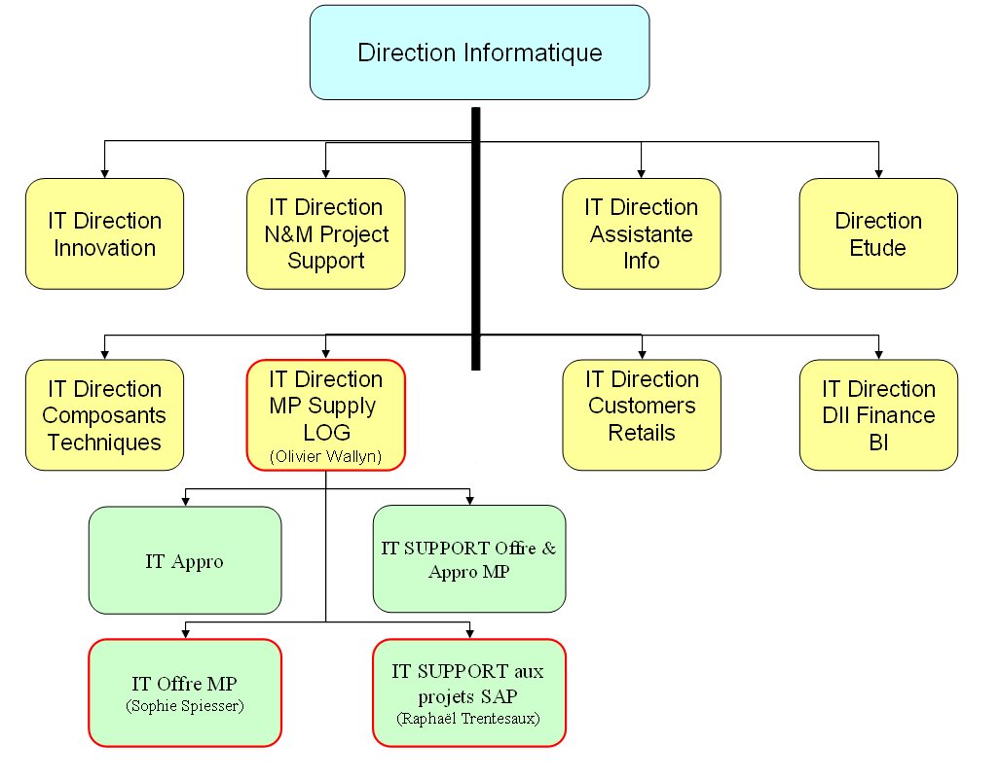 Direction Informatique
IT Direction
Innovation
IT Direction
N&M Project
Support
IT Direction
Assistante
Info
Direction
Etude
IT Direction
Composants
Techniques
IT Direction
MP Supply
LOG
(Olivier Wallyn)
IT Direction
Customers
Retails
IT Direction
DII Finance
BI
IT Appro
IT SUPPORT Offre &
Appro MP
IT Offre MP
(Sophie Spiesser)
IT SUPPORT aux
projets SAP
(Raphaël Trentesaux)